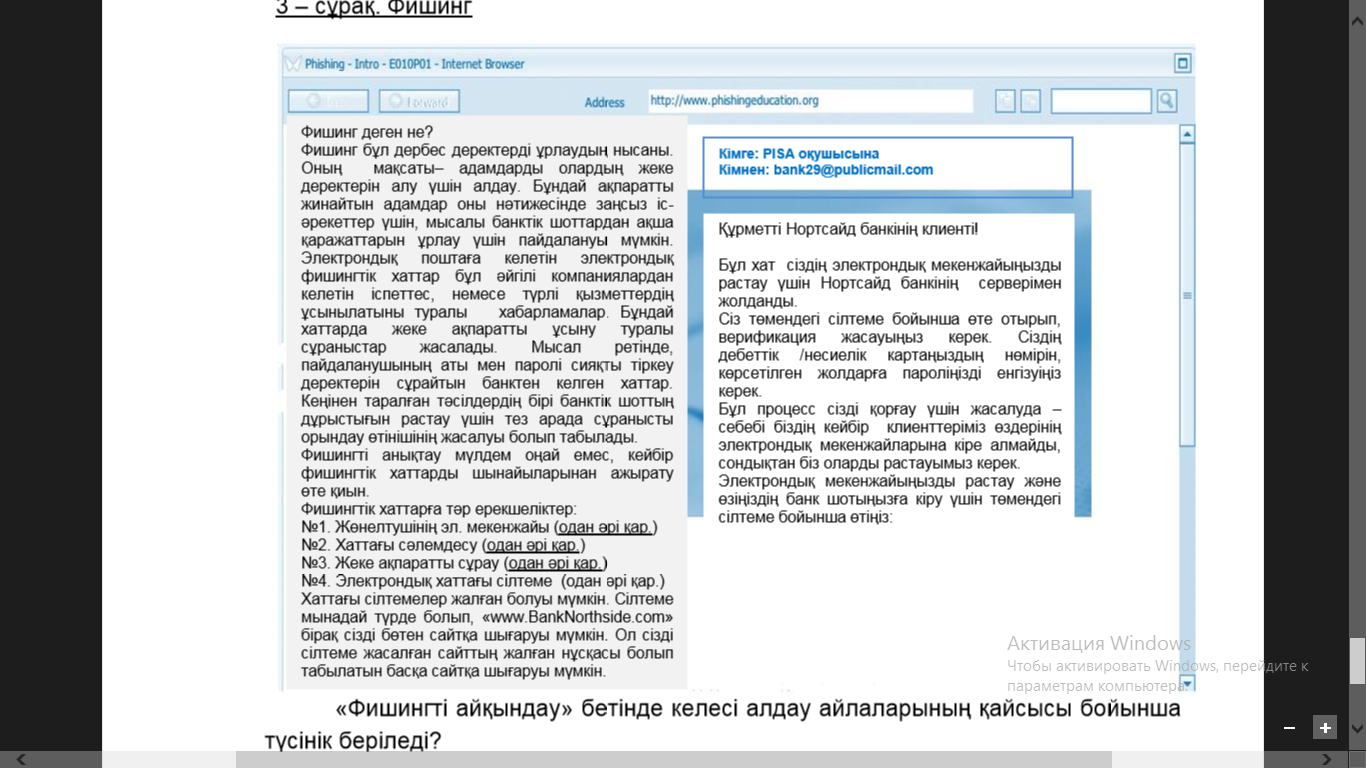 3 – сұрақ. Фишинг
Phishing - Intro - E010P01 - Internet Browser
Forward
Address
http://www.phishingeducation.org
Фишинг деген не?
Фишинг бұл дербес деректерді ұрлаудың нысаны.
Оның мақсаты– адамдарды олардың жеке
деректерін алу үшін алдау. Бұндай ақпаратты
жинайтын адамдар оны нәтижесінде заңсыз іс-
әрекеттер үшін, мысалы банктік шоттардан ақша
қаражаттарын ұрлау үшін пайдалануы мүмкін.
Электрондық поштаға келетін электрондық
фишингтік хаттар бұл әйгілі компаниялардан
келетін іспеттес, немесе түрлі қызметтердің
ұсынылатыны туралы хабарламалар. Бұндай
хаттарда жеке ақпаратты ұсыну туралы
сұраныстар жасалады. Мысал ретінде,
пайдаланушының аты мен паролі сияқты тіркеу
деректерін сұрайтын банктен келген хаттар.
Кеңінен таралған тәсілдердің бірі банктік шоттың
дұрыстығын растау үшін тез арада сұранысты
орындау өтінішінің жасалуы болып табылады.
Фишингті анықтау мүлдем оңай емес, кейбір
фишингтік хаттарды шынайыларынан ажырату
өте қиын.
Фишингтік хаттарға тәр ерекшеліктер:
№1. Жөнелтушінің эл. мекенжайы (одан әрі қар.)
№2. Хаттағы сәлемдесу (одан әрі қар.)
№3. Жеке ақпаратты сұрау (одан әрі қар.)
№4. Электрондық хаттағы сілтеме (одан әрі қар.)
Хаттағы сілтемелер жалған болуы мүмкін. Сілтеме
мынадай түрде болып, «www.BankNorthside.com»
бірақ сізді бөтен сайтқа шығаруы мүмкін. Ол сізді
сілтеме жасалған сайттың жалған нұсқасы болып
табылатын басқа сайтқа шығаруы мүмкін.
Кімге: PISA оқушысына
Кімнен: bank29@publicmail.com
Құрметті Нортсайд банкінің клиенті!
Бұл хат сіздің электрондық мекенжайыңызды
растау үшін Нортсайд банкінің серверімен
жолданды.
Сіз төмендегі сілтеме бойынша өте отырып,
верификация жасауыңыз керек. Сіздің
дебеттік /несиелік картаңыздың нөмірін,
көрсетілген жолдарға пароліңізді енгізуіңіз
керек.
Бұл процесс сізді қорғау үшін жасалуда –
себебі біздің кейбір клиенттеріміз өздерінің
электрондық мекенжайларына кіре алмайды,
сондықтан біз оларды растауымыз керек.
Электрондық мекенжайыңызды растау және
өзіңіздің банк шотыңызға кіру үшін төмендегі
сілтеме бойынша өтіңіз:
Активация Windows
Чтобы активировать Windows, перейдите к
параметрам компьютера.
«Фишингті айқындау» бетінде келесі алдау айлаларының қайсысы бойынша
түсінік беріледі?